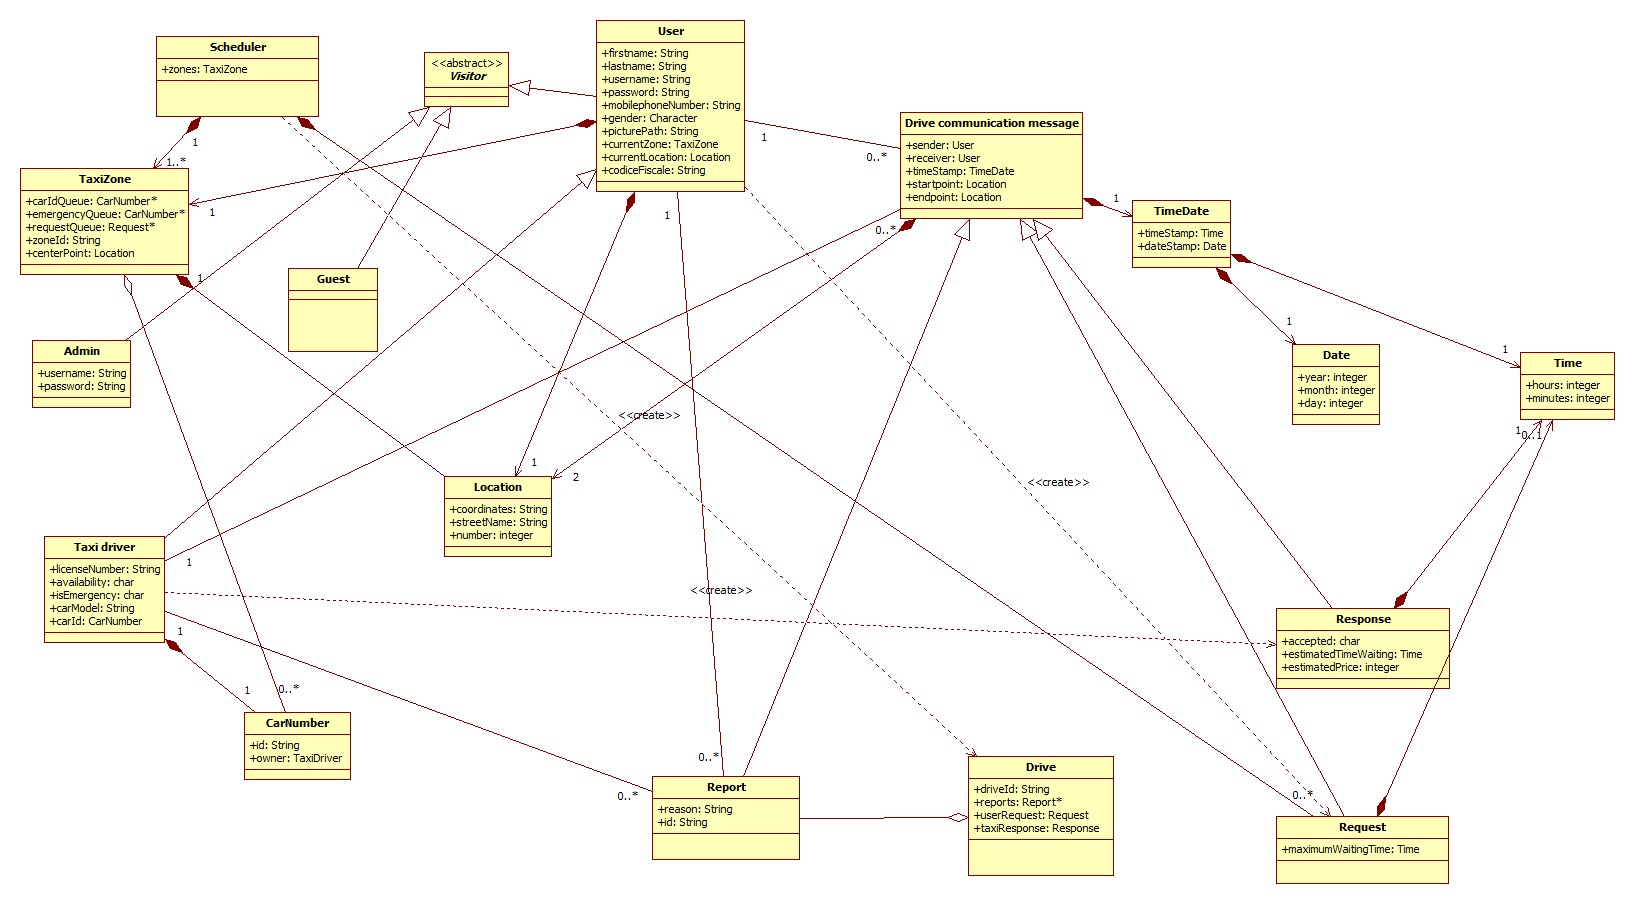 Scheduler
+zones: TaxiZone
<<abstract>>
Visitor
User
+firstname: String
+lastname: String
+username: String
+password: String
+mobilephoneNumber: String
+gender: Character
+picturePath: String
+currentZone: TaxiZone
+currentLocation: Location
+codiceFiscale: String
Drive communication message
+sender: User
+receiver: User
+timeStamp: TimeDate
+startpoint: Location
+endpoint: Location
1
0..*
1
1..*
TaxiZone
+carIdQueue: CarNumber*
+emergencyQueue: CarNumber*
+requestQueue: Request*
+zoneId: String
+centerPoint: Location
1
1
0..*
1
TimeDate
+timeStamp: Time
+dateStamp: Date
1
Guest
1
1
Date
+year: integer
+month: integer
+day: integer
Time
+hours: integer
+minutes: integer
Admin
+username: String
+password: String
<<create>>
1
0..1
1
2
<<create>>
Location
+coordinates: String
+streetName: String
+number: integer
Taxi driver
+licenseNumber: String
+availability: char
+isEmergency: char
+carModel: String
+carId: CarNumber
1
<<create>>
1
Response
+accepted: char
+estimatedTimeWaiting: Time
+estimatedPrice: integer
1
0..*
CarNumber
+id: String
+owner: TaxiDriver
0..*
0..*
Report
+reason: String
+id: String
Drive
+driveId: String
+reports: Report*
+userRequest: Request
+taxiResponse: Response
0..*
Request
+maximumWaitingTime: Time